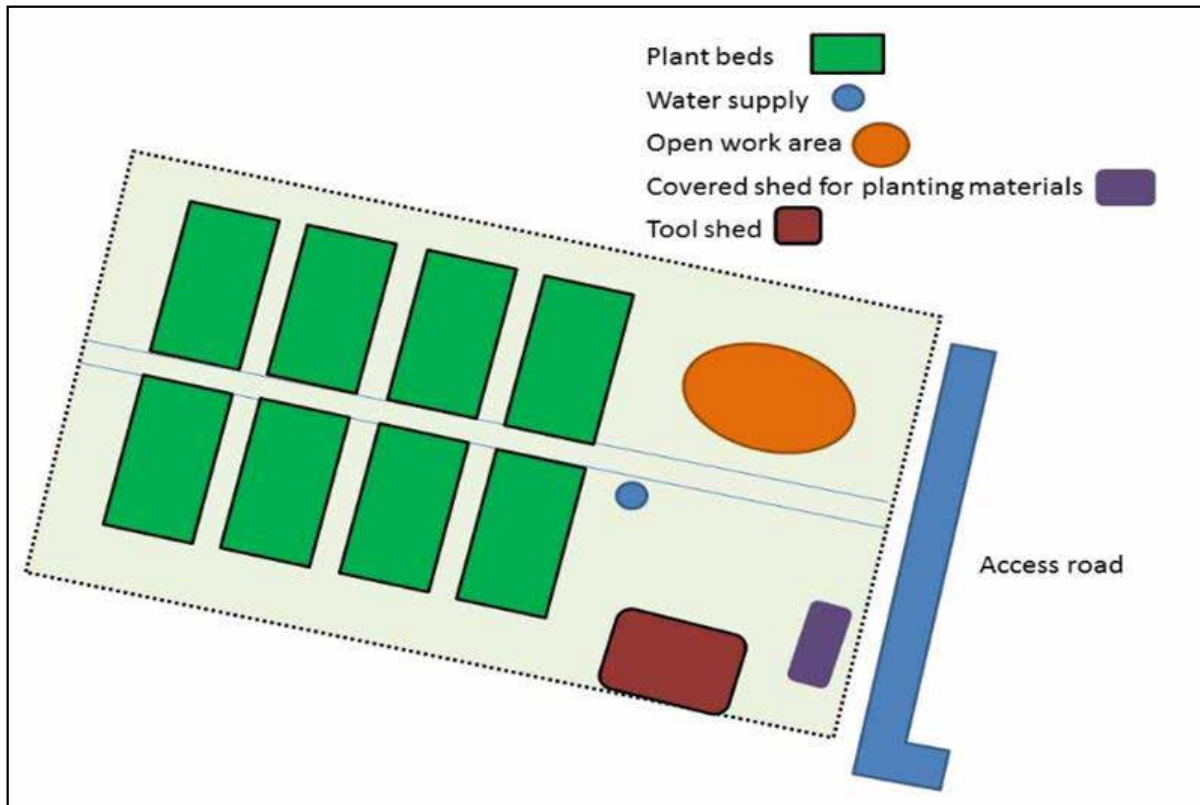 Plant beds
Water supply
Open work area
Covered shed for planting materials
Tool shed
Access road